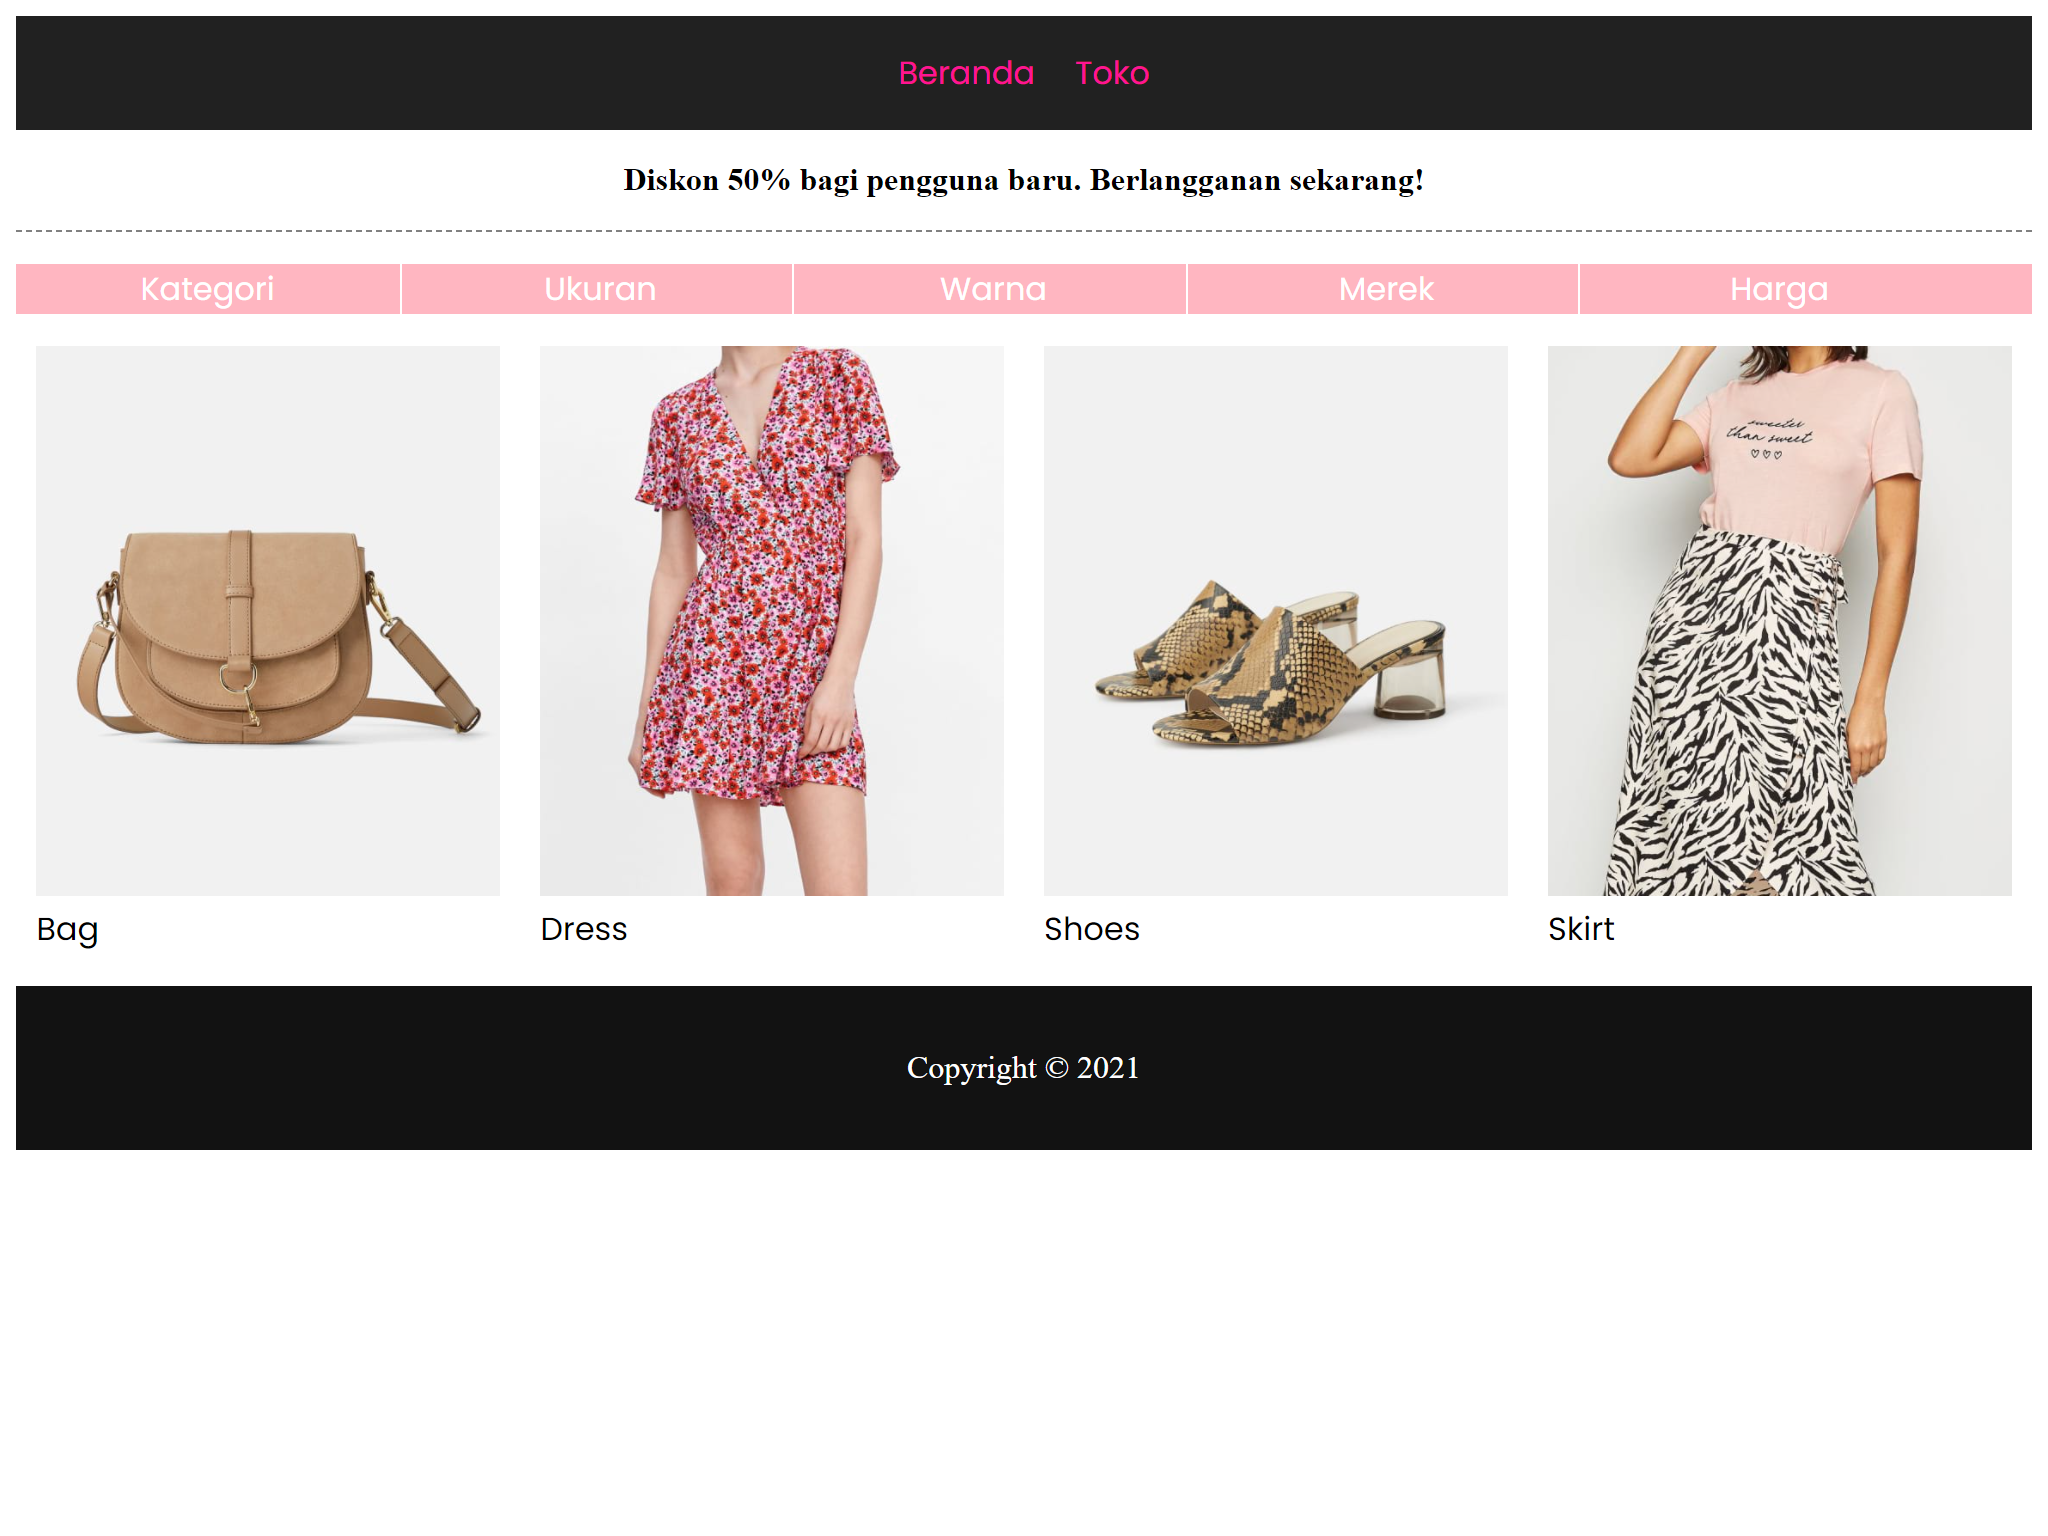 Beranda Toko
Diskon 50% bagi pengguna baru. Berlangganan sekarang!
Kategori Ukuran Warna Merek Harga
sweeter
than sweet
Bag Dress Shoes Skirt
Copyright © 2021